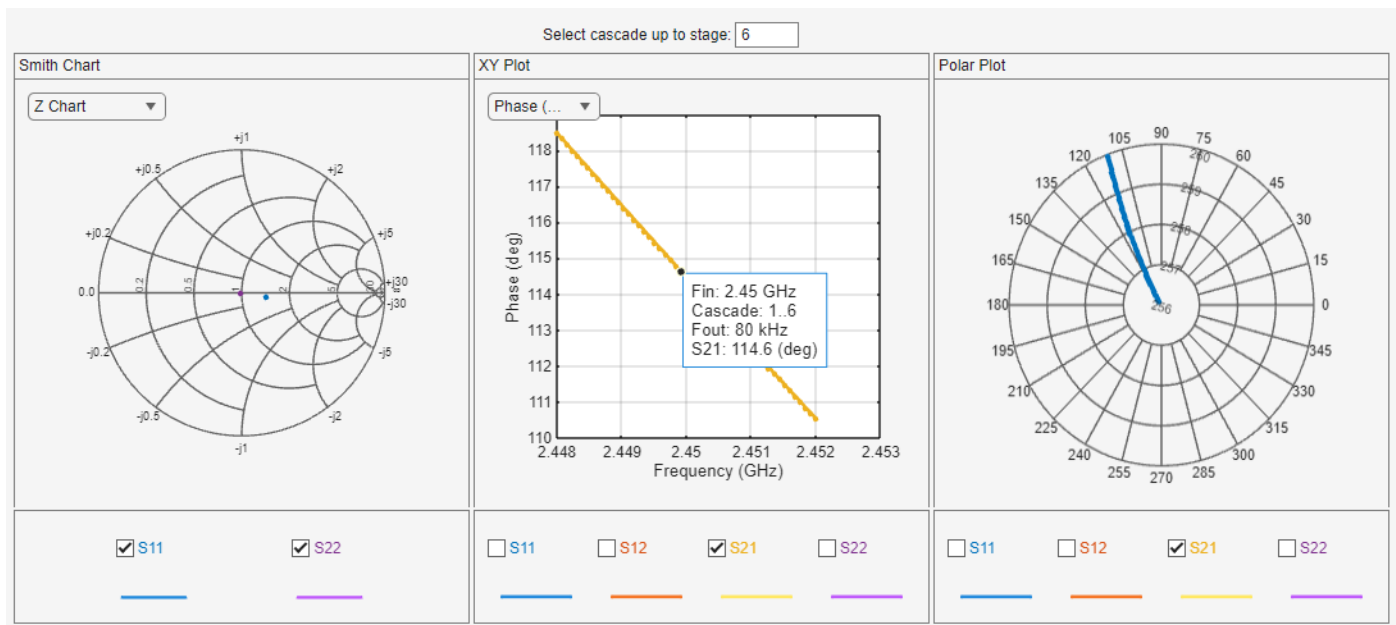 Select cascade up to stage: 6
Smith Chart
Z Chart
+j1
+j0.5
+j2
+j0.2
+j5
+j30
0.0
0.2
0.5
1
2
5
-j30
-j0.2
-j5
-j0.5
-j2
-j1
S11
S22
XY Plot
Phase (...
Phase (deg)
118
117
116
115
114
113
112
111
110
Fin: 2.45 GHz
Cascade: 1..6
Fout: 80 kHz
S21: 114.6 (deg)
2.448 2.449 2.45 2.451 2.452 2.453
Frequency (GHz)
S11 S12 S21 S22
Polar Plot
90
105 75
120 60
135 45
150 30
165 15
180 0
195 345
210 330
225 315
240 300
255 285
270
260
259
258
257
256
S11 S12 S21 S22